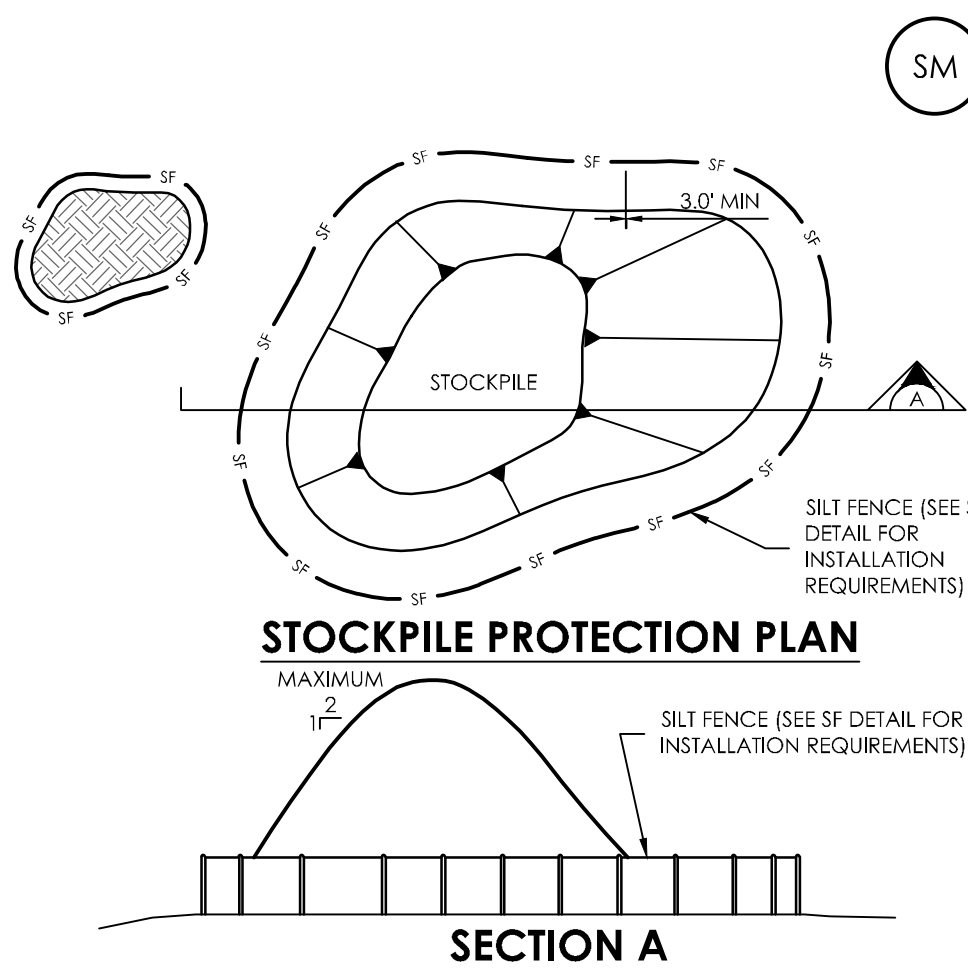 SM
SF
SF
SF
SF
SF
SF
SF
SF
SF
3.0' MIN
SF
SF
SF
STOCKPILE
A
SF
SF
SF
SF
SF
SF
SILT FENCE (SEE
DETAIL FOR
INSTALLATION
REQUIREMENTS)
STOCKPILE PROTECTION PLAN
MAXIMUM
2
1
SILT FENCE (SEE SF DETAIL FOR
INSTALLATION REQUIREMENTS)
SECTION A